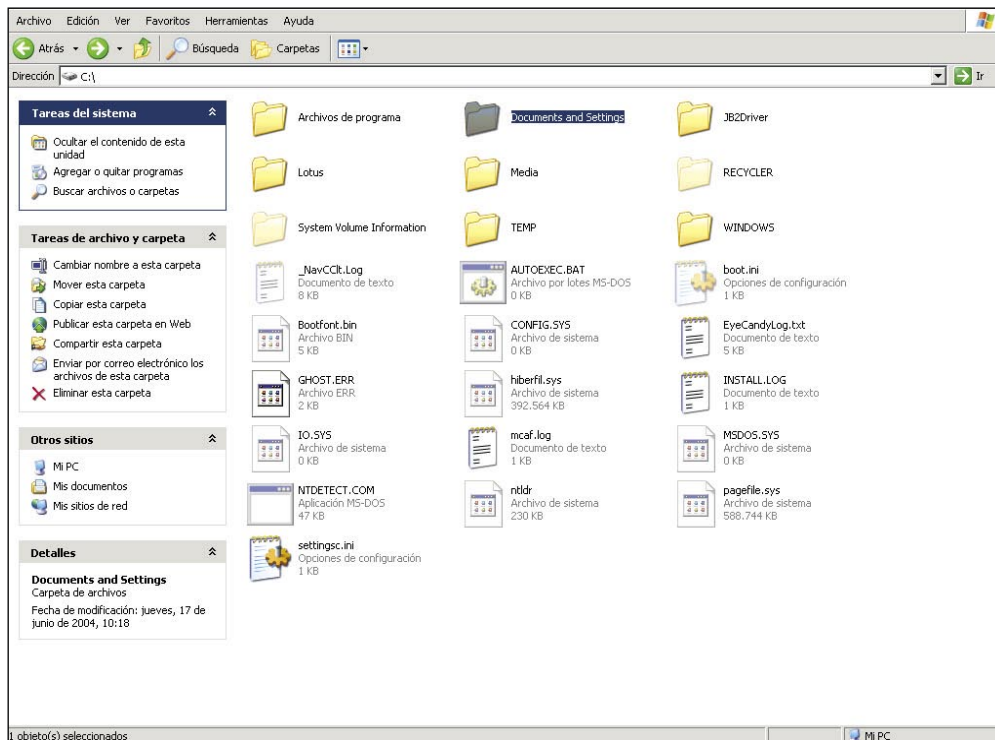 Archivo Edición Ver Favoritos Herramientas Ayuda
Atrás Búsqueda Carpetas
Dirección C:\ Ir
Tareas del sistema
Ocultar el contenido de esta
unidad
Agregar o quitar programas
Buscar archivos o carpetas
Tareas de archivo y carpeta
Cambiar nombre a esta carpeta
Mover esta carpeta
Copiar esta carpeta
Publicar esta carpeta en Web
Compartir esta carpeta
Enviar por correo electrónico los
archivos de esta carpeta
Eliminar esta carpeta
Otros sitios
Mi PC
Mis documentos
Mis sitios de red
Detalles
Documents and Settings
Carpeta de archivos
Fecha de modificación: jueves, 17 de
junio de 2004, 10:18
Archivos de programa
Documents and Settings
JB2Driver
Lotus
Media
RECYCLER
System Volume Information
TEMP
WINDOWS
_NavCClt.Log
Documento de texto
8 KB
AUTOEXEC.BAT
Archivo por lotes MS-DOS
0 KB
boot.ini
Opciones de configuración
1 KB
Bootfont.bin
Archivo BIN
5 KB
CONFIG.SYS
Archivo de sistema
0 KB
EyeCandyLog.txt
Documento de texto
5 KB
GHOST.ERR
Archivo ERR
2 KB
hiberfil.sys
Archivo de sistema
392.564 KB
INSTALL.LOG
Documento de texto
1 KB
IO.SYS
Archivo de sistema
0 KB
mcaf.log
Documento de texto
1 KB
MSDOS.SYS
Archivo de sistema
0 KB
NTDETECT.COM
Aplicación MS-DOS
47 KB
ntldr
Archivo de sistema
230 KB
pagefile.sys
Archivo de sistema
588.744 KB
settingsc.ini
Opciones de configuración
1 KB
1 objeto(s) seleccionados Mi PC